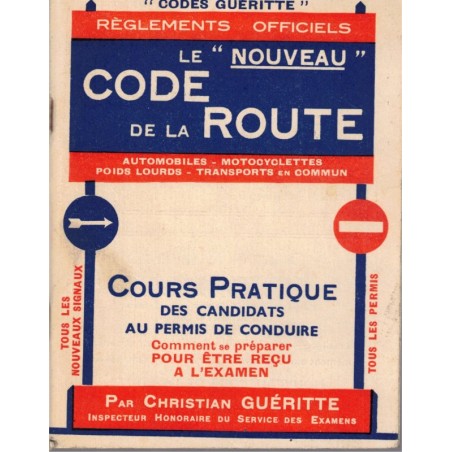 " CODES GUÉRITTE "
RÈGLEMENTS OFFICIELS
LE " NOUVEAU "
CODE
DE LA ROUTE
AUTOMOBILES - MOTOCYCLETTES
POIDS LOURDS - TRANSPORTS EN COMMUN
TOUS LES
NOUVEAUX SIGNAUX
TOUS LES PERMIS
COURS PRATIQUE
DES CANDIDATS
AU PERMIS DE CONDUIRE
Comment se préparer
POUR ÊTRE REÇU
A L'EXAMEN
PAR CHRISTIAN GUÉRITTE
INSPECTEUR HONORAIRE DU SERVICE DES EXAMENS